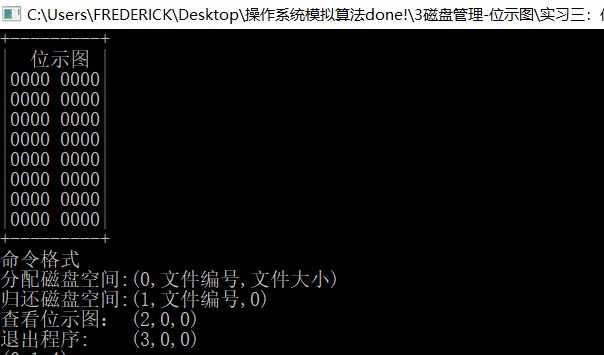 C:\Users\FREDERICK\Desktop\操作系统模拟算法done!\3磁盘管理-位示图\实习三：
+---------+
| 位示图 |
|0000 0000|
|0000 0000|
|0000 0000|
|0000 0000|
|0000 0000|
|0000 0000|
|0000 0000|
|0000 0000|
+---------+
命令格式
分配磁盘空间:(0,文件编号,文件大小)
归还磁盘空间:(1,文件编号,0)
查看位示图： (2,0,0)
退出程序: (3,0,0)